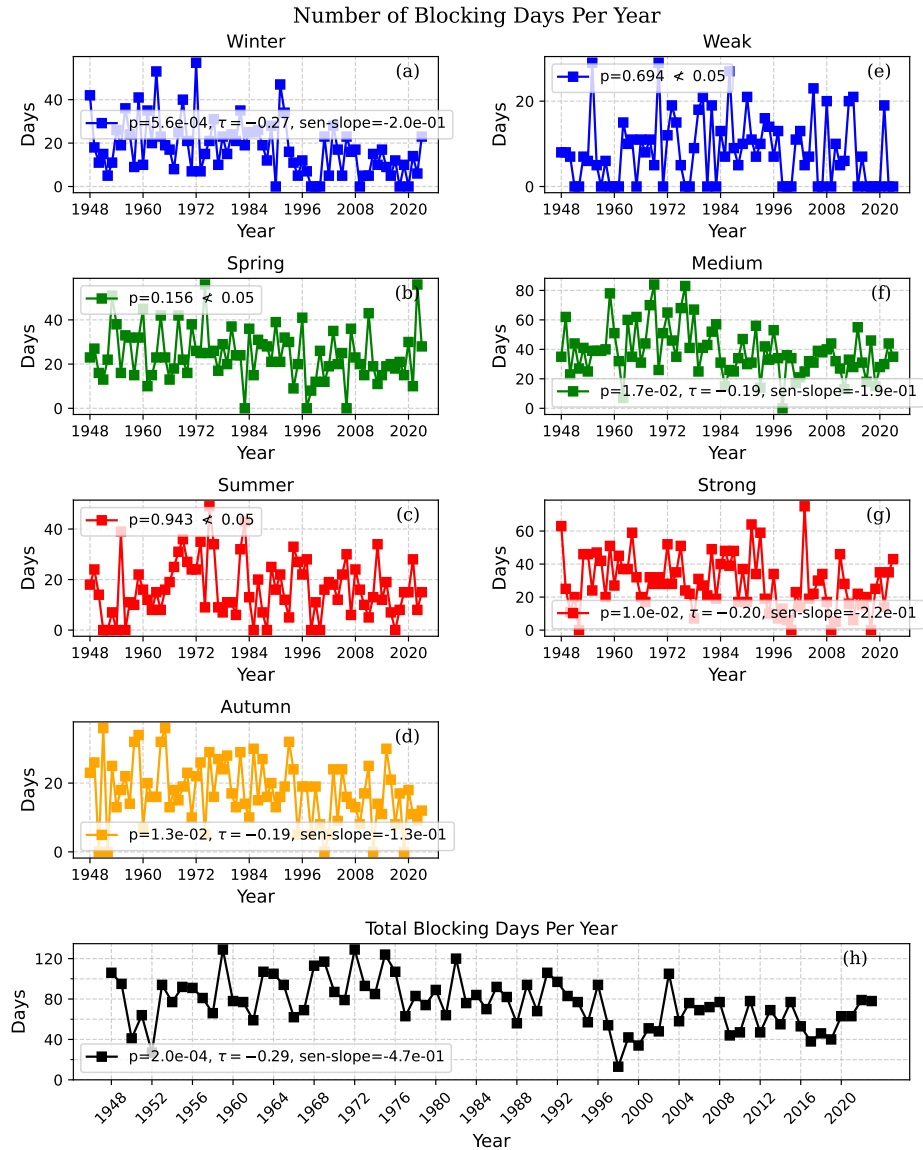 Number of Blocking Days Per Year
Winter
(a)
p=5.6e-04, τ = −0.27, sen-slope=-2.0e-01
Days
0
20
40
1948 1960 1972 1984 1996 2008 2020
Year
Weak
(e)
p=0.694 ≮ 0.05
Days
0
20
1948 1960 1972 1984 1996 2008 2020
Year
Spring
(b)
p=0.156 ≮ 0.05
Days
0
20
40
1948 1960 1972 1984 1996 2008 2020
Year
Medium
(f)
p=1.7e-02, τ = −0.19, sen-slope=-1.9e-01
Days
0
20
40
60
80
1948 1960 1972 1984 1996 2008 2020
Year
Summer
(c)
p=0.943 ≮ 0.05
Days
0
20
40
1948 1960 1972 1984 1996 2008 2020
Year
Strong
(g)
p=1.0e-02, τ = −0.20, sen-slope=-2.2e-01
Days
0
20
40
60
1948 1960 1972 1984 1996 2008 2020
Year
Autumn
(d)
p=1.3e-02, τ = −0.19, sen-slope=-1.3e-01
Days
0
20
1948 1960 1972 1984 1996 2008 2020
Year
Total Blocking Days Per Year
(h)
p=2.0e-04, τ = −0.29, sen-slope=-4.7e-01
Days
0
40
80
120
1948 1952 1956 1960 1964 1968 1972 1976 1980 1984 1988 1992 1996 2000 2004 2008 2012 2016 2020
Year